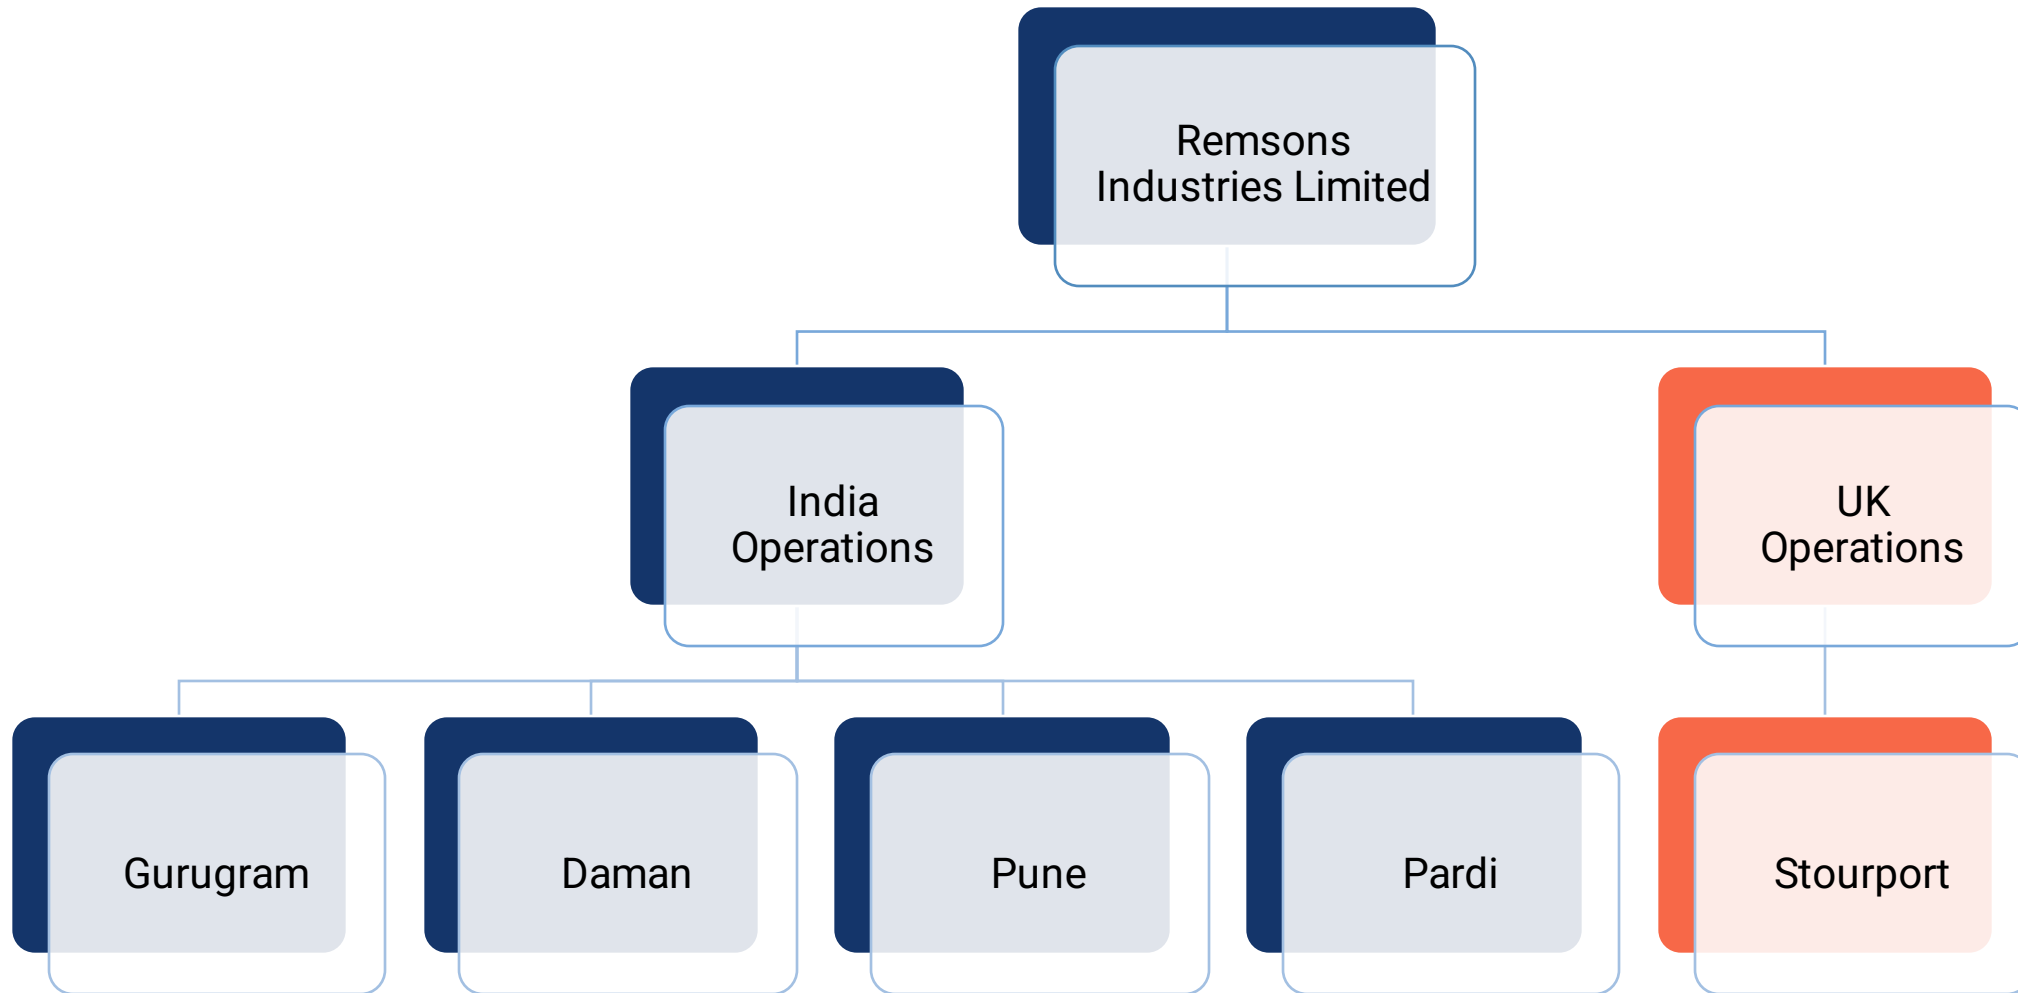 Remsons
Industries Limited
India
Operations
UK
Operations
Gurugram
Daman
Pune
Pardi
Stourport